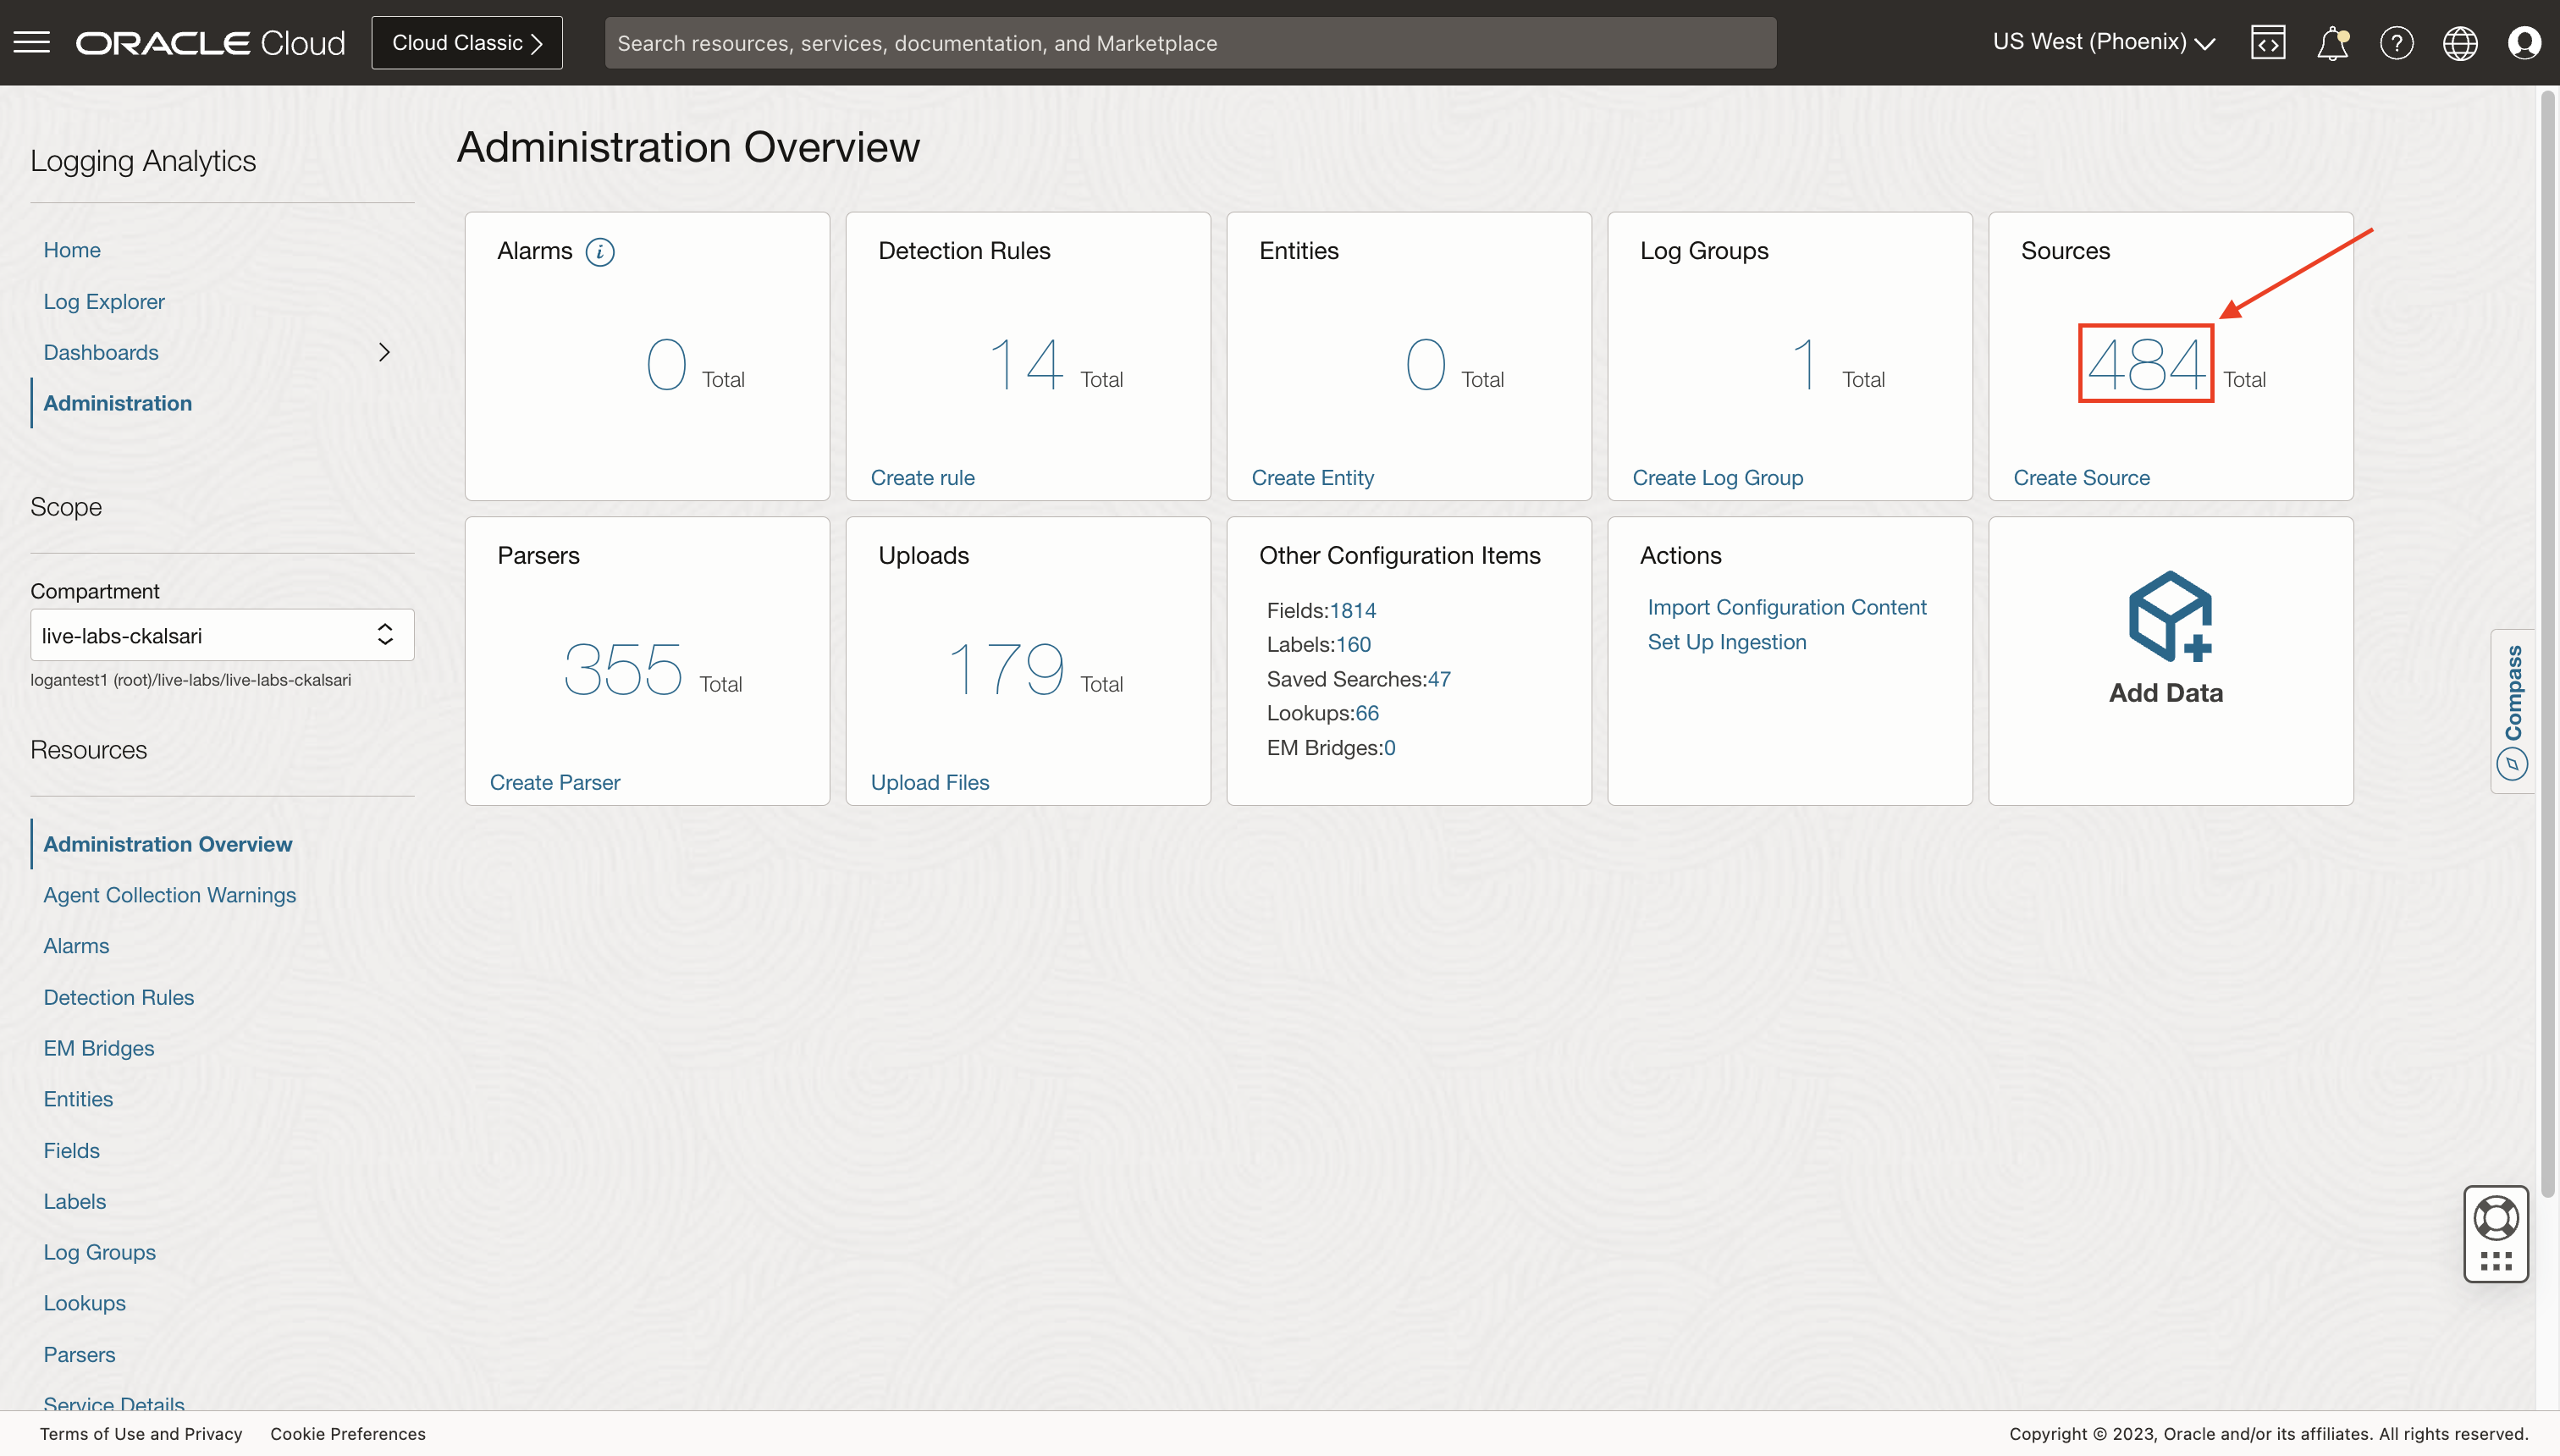 ORACLE Cloud
Cloud Classic
Search resources, services, documentation, and Marketplace
US West (Phoenix)
Logging Analytics
Home
Log Explorer
Dashboards
Administration
Scope
Compartment
live-labs-ckalsari
logantest1 (root)/live-labs/live-labs-ckalsari
Resources
Administration Overview
Agent Collection Warnings
Alarms
Detection Rules
EM Bridges
Entities
Fields
Labels
Log Groups
Lookups
Parsers
Service Details
Administration Overview
Alarms
0 Total
Detection Rules
14 Total
Create rule
Entities
0 Total
Create Entity
Log Groups
1 Total
Create Log Group
Sources
484 Total
Create Source
Parsers
355 Total
Create Parser
Uploads
179 Total
Upload Files
Other Configuration Items
Fields:1814
Labels:160
Saved Searches:47
Lookups:66
EM Bridges:0
Actions
Import Configuration Content
Set Up Ingestion
Add Data
Compass
Terms of Use and Privacy
Cookie Preferences
Copyright © 2023, Oracle and/or its affiliates. All rights reserved.